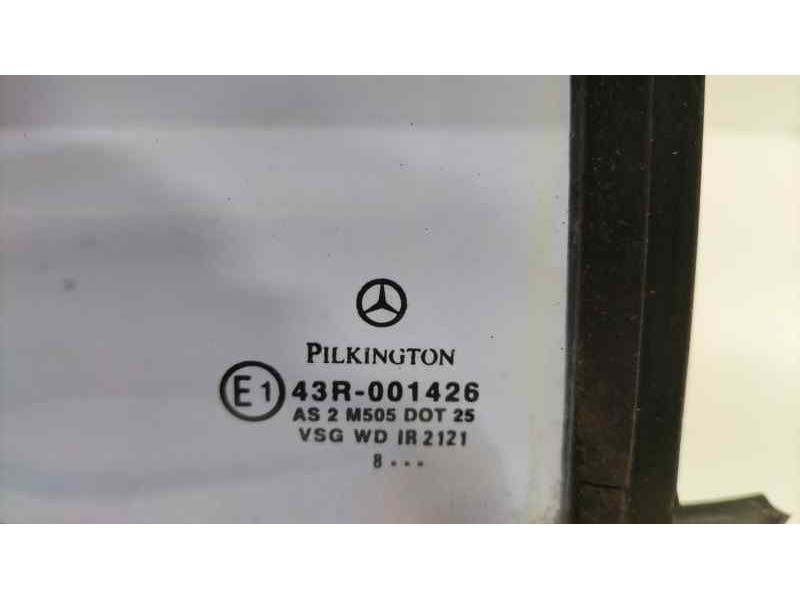 PILKINGTON
E1 43R-001426
AS 2 M505 DOT 25
VSG WD IR 2121
8...